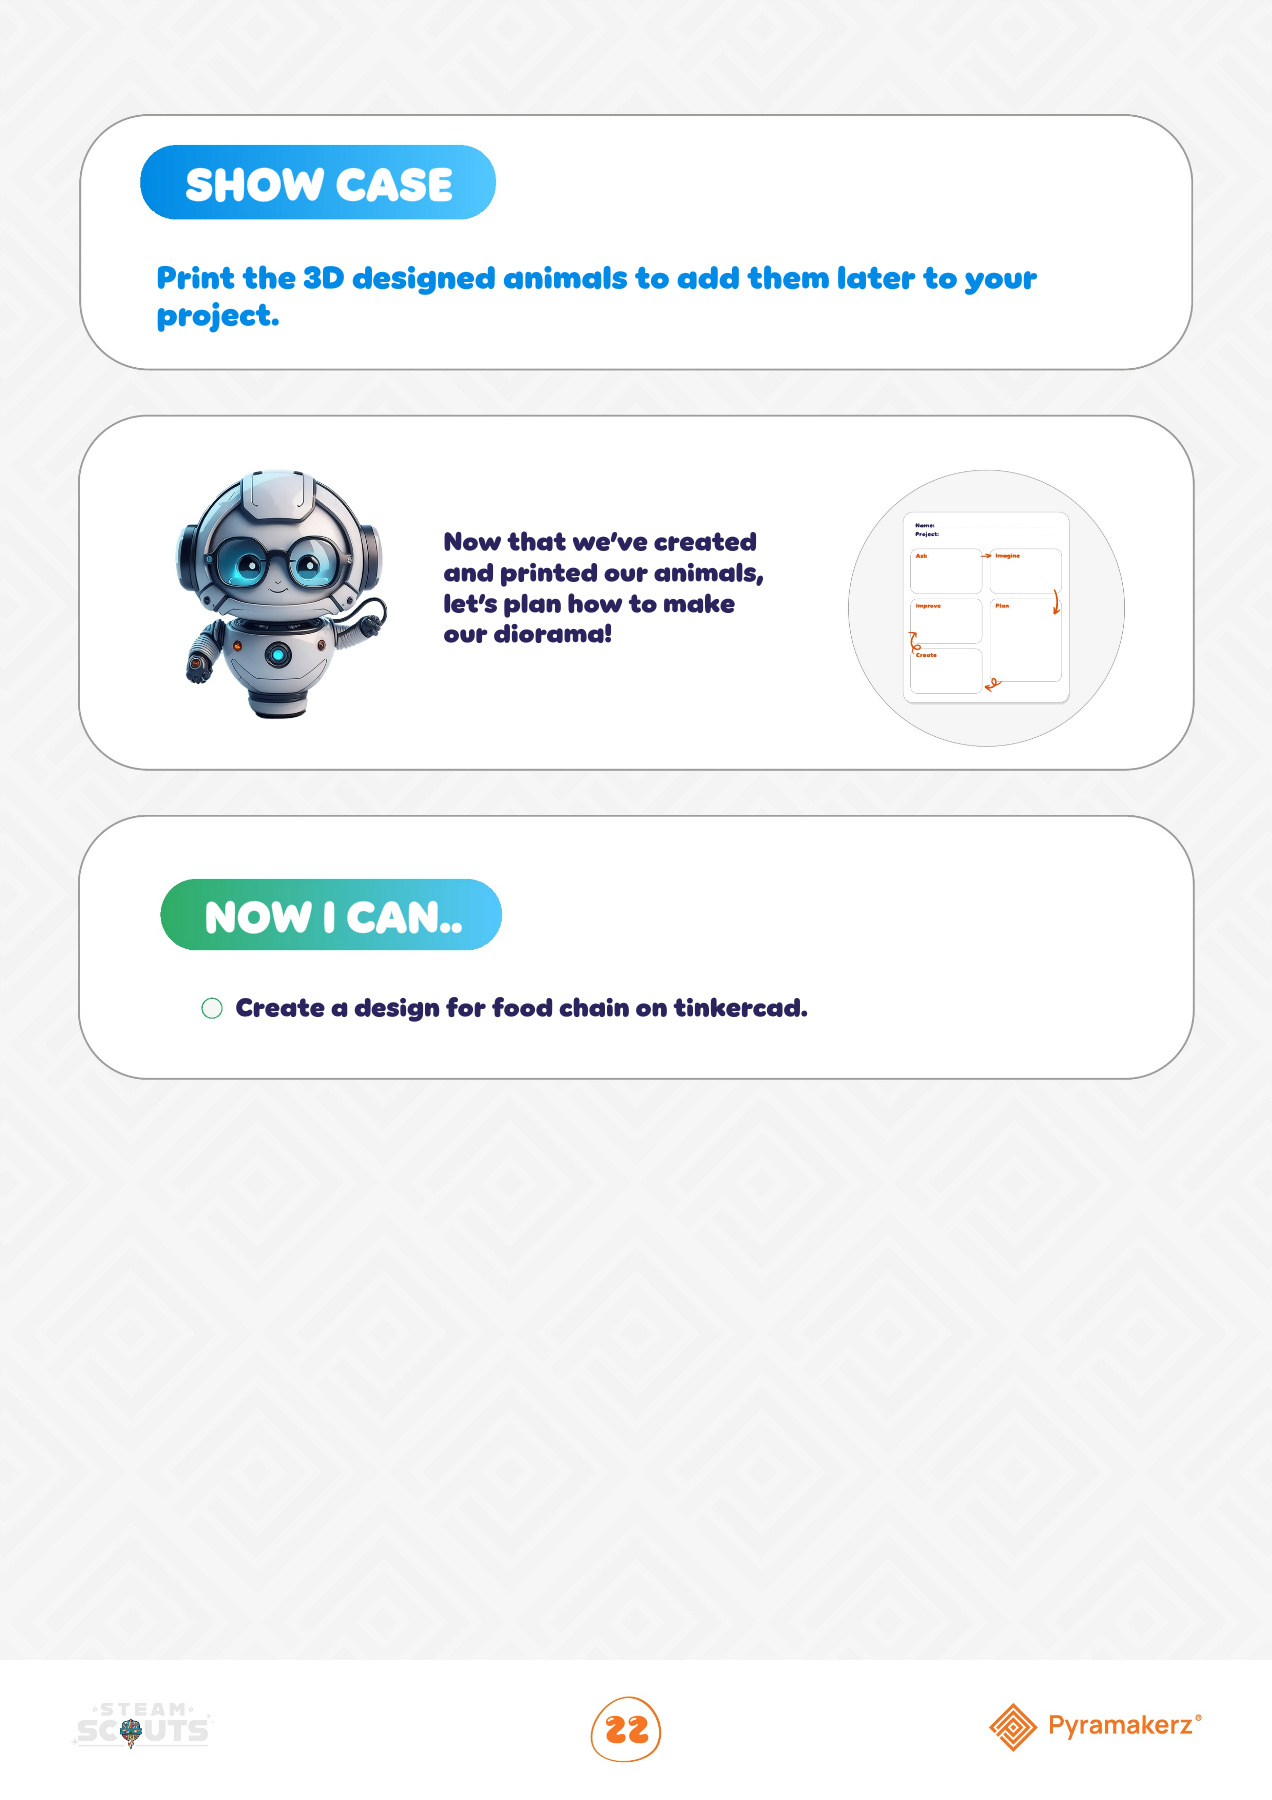 SHOW CASE
Print the 3D designed animals to add them later to your
project.
Now that we've created
and printed our animals,
let's plan how to make
our diorama!
Name:
Project:
Ask
Imagine
Improve
Plan
Create
NOW I CAN..
Create a design for food chain on tinkercad.
STEAM
SCOUTS
22
Pyramakerz®